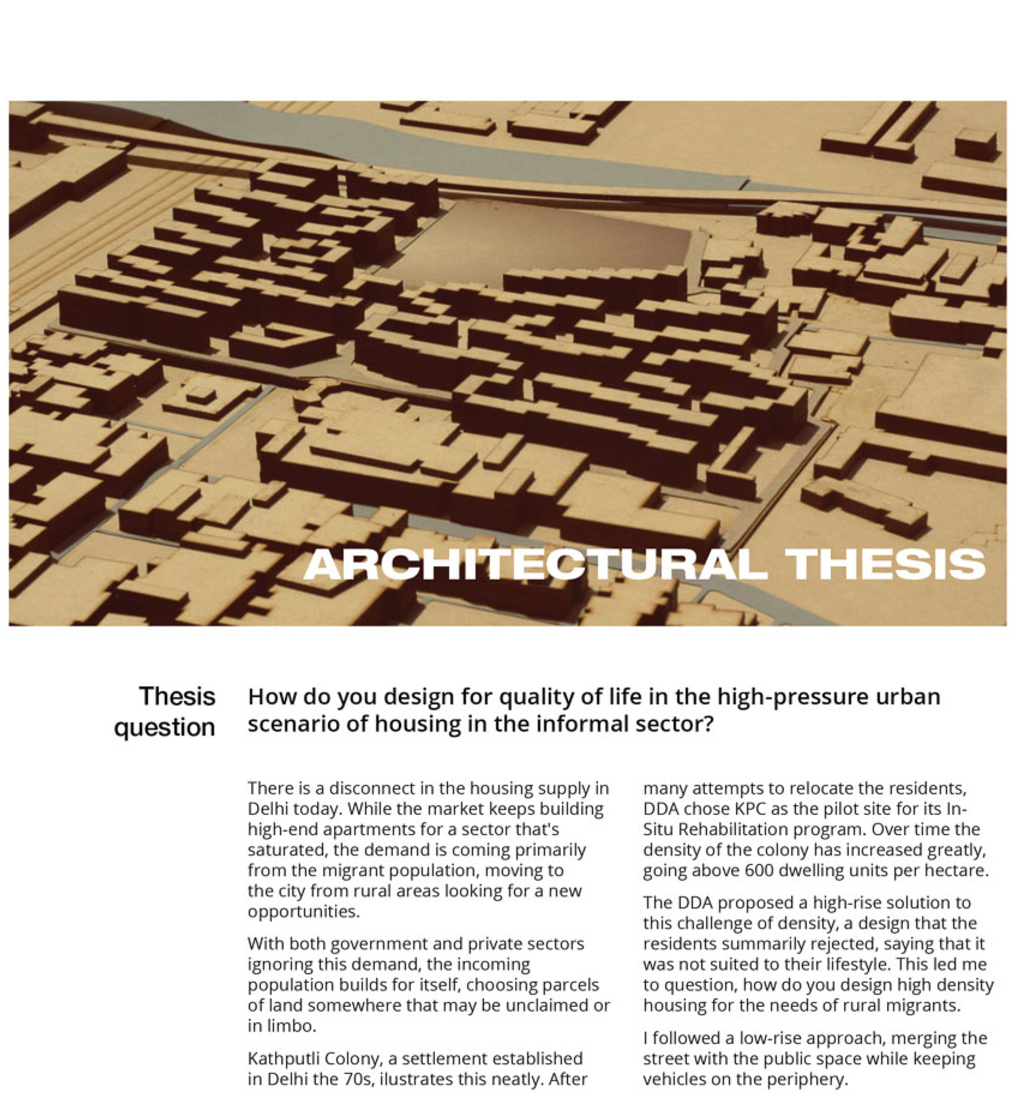 ARCHITECTURAL THESIS
Thesis
question
How do you design for quality of life in the high-pressure urban
scenario of housing in the informal sector?
There is a disconnect in the housing supply in
Delhi today. While the market keeps building
high-end apartments for a sector that's
saturated, the demand is coming primarily
from the migrant population, moving to
the city from rural areas looking for a new
opportunities.
With both government and private sectors
ignoring this demand, the incoming
population builds for itself, choosing parcels
of land somewhere that may be unclaimed or
in limbo.
Kathputli Colony, a settlement established
in Delhi the 70s, ilustrates this neatly. After
many attempts to relocate the residents,
DDA chose KPC as the pilot site for its In-
Situ Rehabilitation program. Over time the
density of the colony has increased greatly,
going above 600 dwelling units per hectare.
The DDA proposed a high-rise solution to
this challenge of density, a design that the
residents summarily rejected, saying that it
was not suited to their lifestyle. This led me
to question, how do you design high density
housing for the needs of rural migrants.
I followed a low-rise approach, merging the
street with the public space while keeping
vehicles on the periphery.